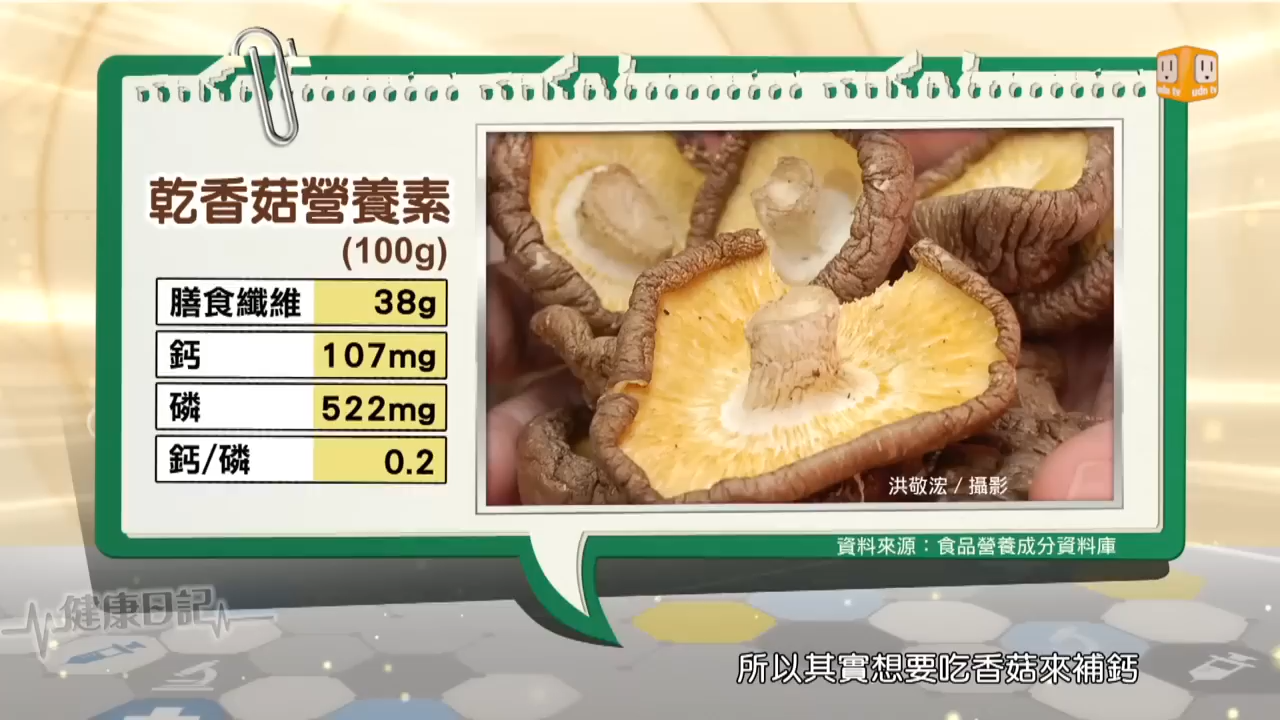 udn tv udn tv
乾香菇營養素
(100g)
膳食纖維 38g
鈣 107mg
磷 522mg
鈣/磷 0.2
洪敬浤 / 攝影
資料來源：食品營養成分資料庫
健康日記
所以其實想要吃香菇來補鈣